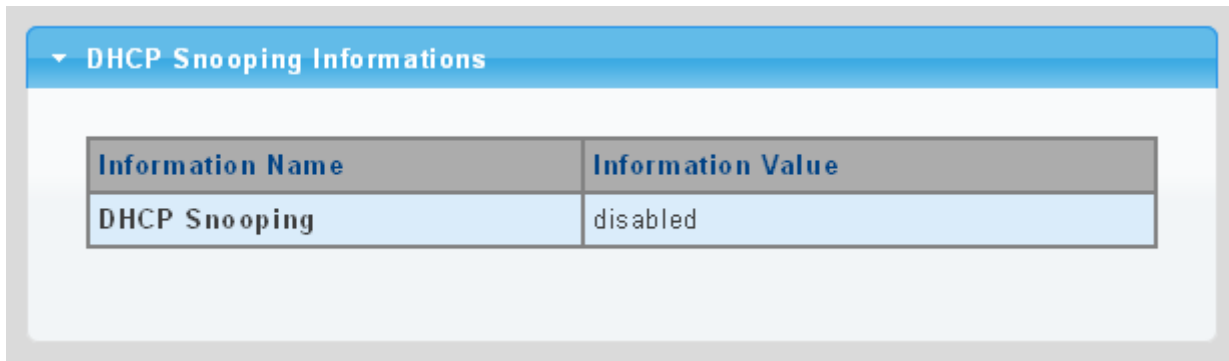 DHCP Snooping Informations
Information Name Information Value
DHCP Snooping disabled